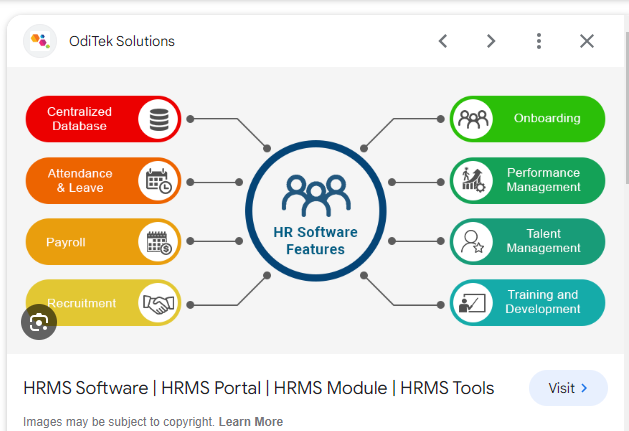 OdiTek Solutions
Centralized
Database
Attendance
& Leave
Payroll
Recruitment
HR Software
Features
Onboarding
Performance
Management
Talent
Management
Training and
Development
HRMS Software | HRMS Portal | HRMS Module | HRMS Tools
Visit >
Images may be subject to copyright. Learn More